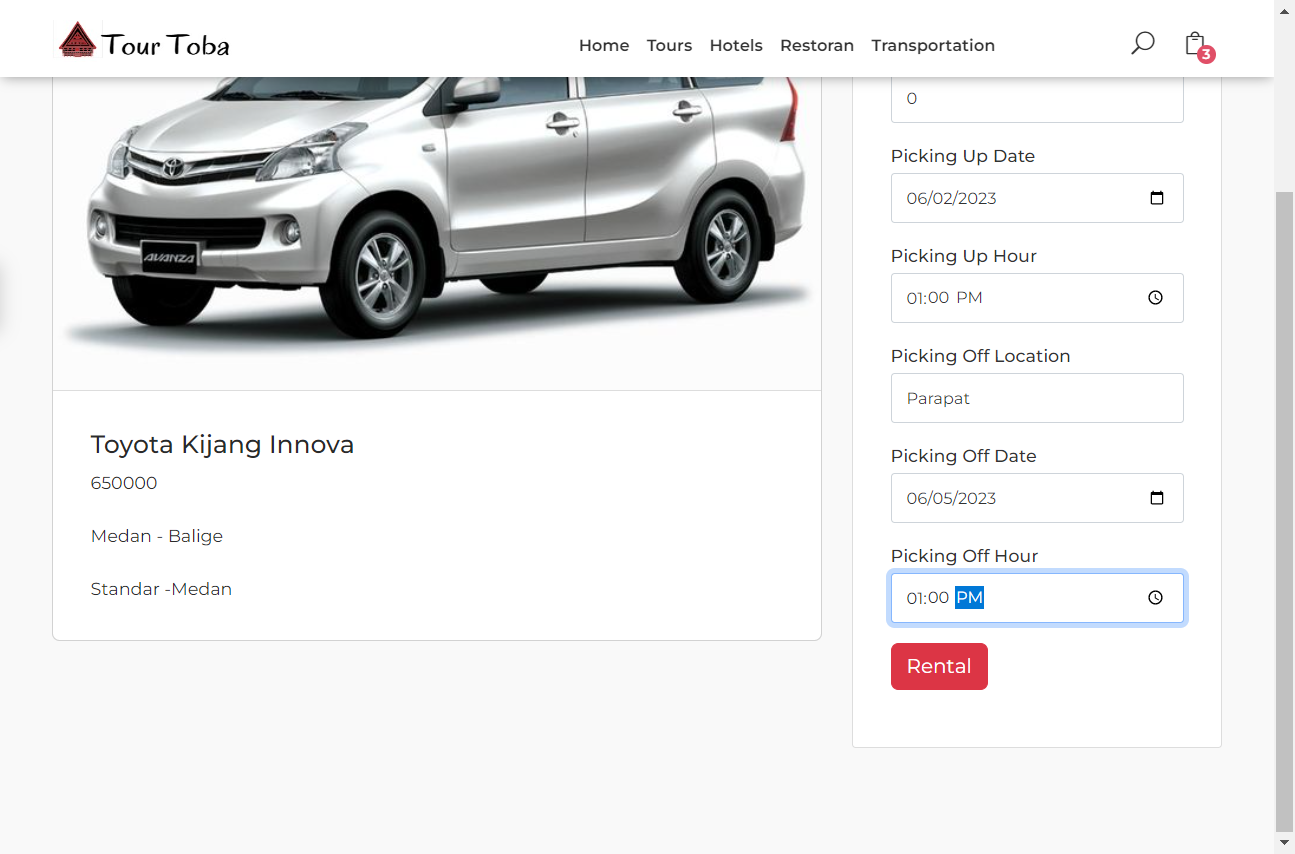 Tour Toba
Home Tours Hotels Restoran Transportation
3
0
Picking Up Date
06/02/2023
Picking Up Hour
01:00 PM
Picking Off Location
Parapat
Picking Off Date
06/05/2023
Picking Off Hour
01:00 PM
Rental
AVANZA
Toyota Kijang Innova
650000
Medan - Balige
Standar -Medan